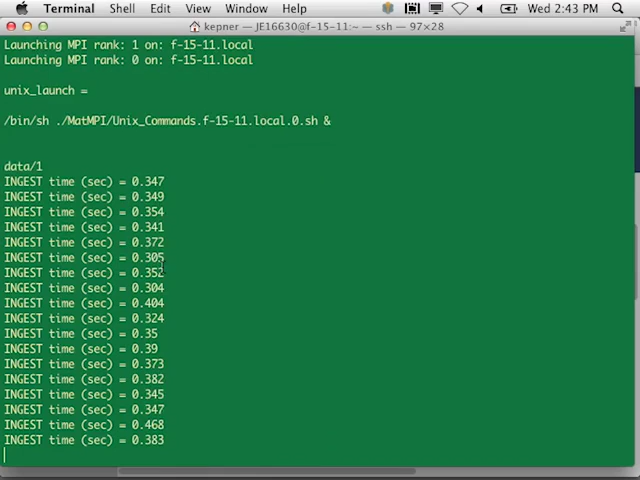 Terminal Shell Edit View Window Help Wed 2:43 PM
kepner — JE16630@f-15-11:~ — ssh — 97×28
Launching MPI rank: 1 on: f-15-11.local
Launching MPI rank: 0 on: f-15-11.local
unix_launch =
/bin/sh ./MatMPI/Unix_Commands.f-15-11.local.0.sh &
data/1
INGEST time (sec) = 0.347
INGEST time (sec) = 0.349
INGEST time (sec) = 0.354
INGEST time (sec) = 0.341
INGEST time (sec) = 0.372
INGEST time (sec) = 0.305
INGEST time (sec) = 0.352
INGEST time (sec) = 0.304
INGEST time (sec) = 0.404
INGEST time (sec) = 0.324
INGEST time (sec) = 0.35
INGEST time (sec) = 0.39
INGEST time (sec) = 0.373
INGEST time (sec) = 0.382
INGEST time (sec) = 0.345
INGEST time (sec) = 0.347
INGEST time (sec) = 0.468
INGEST time (sec) = 0.383